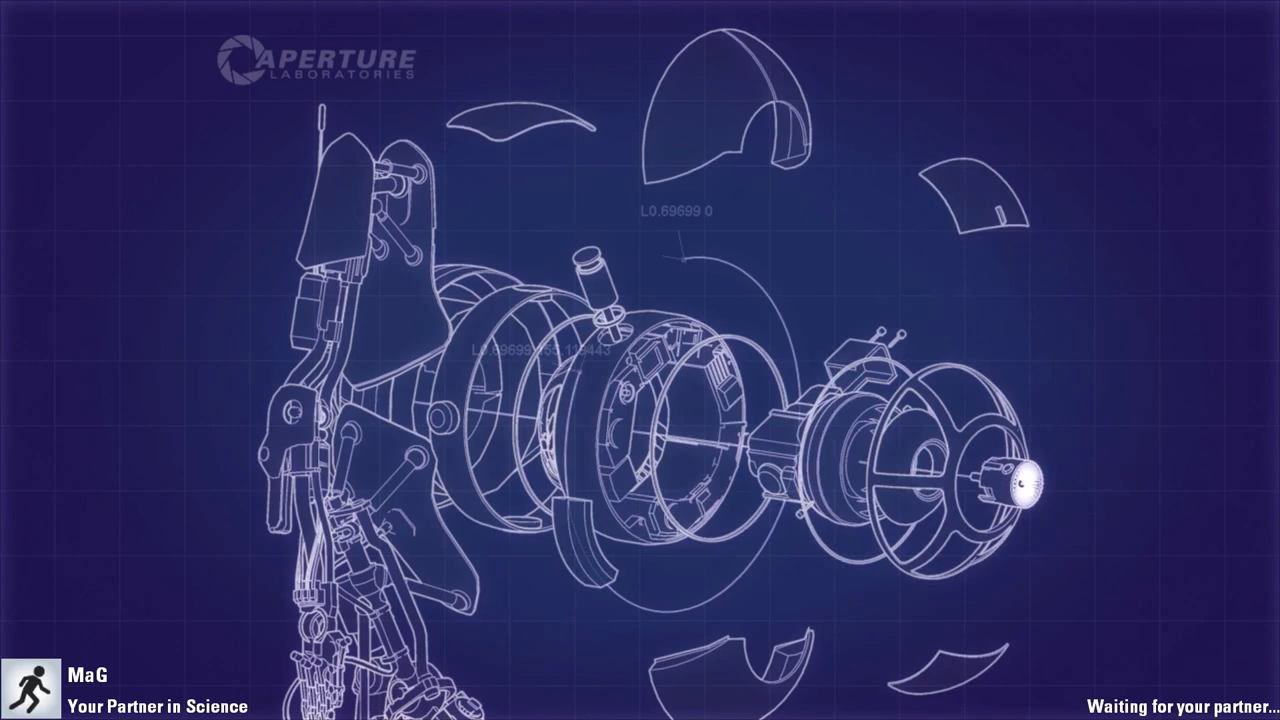 APERTURE
LABORATORIES
L0.69699 0
MaG
Your Partner in Science
Waiting for your partner...